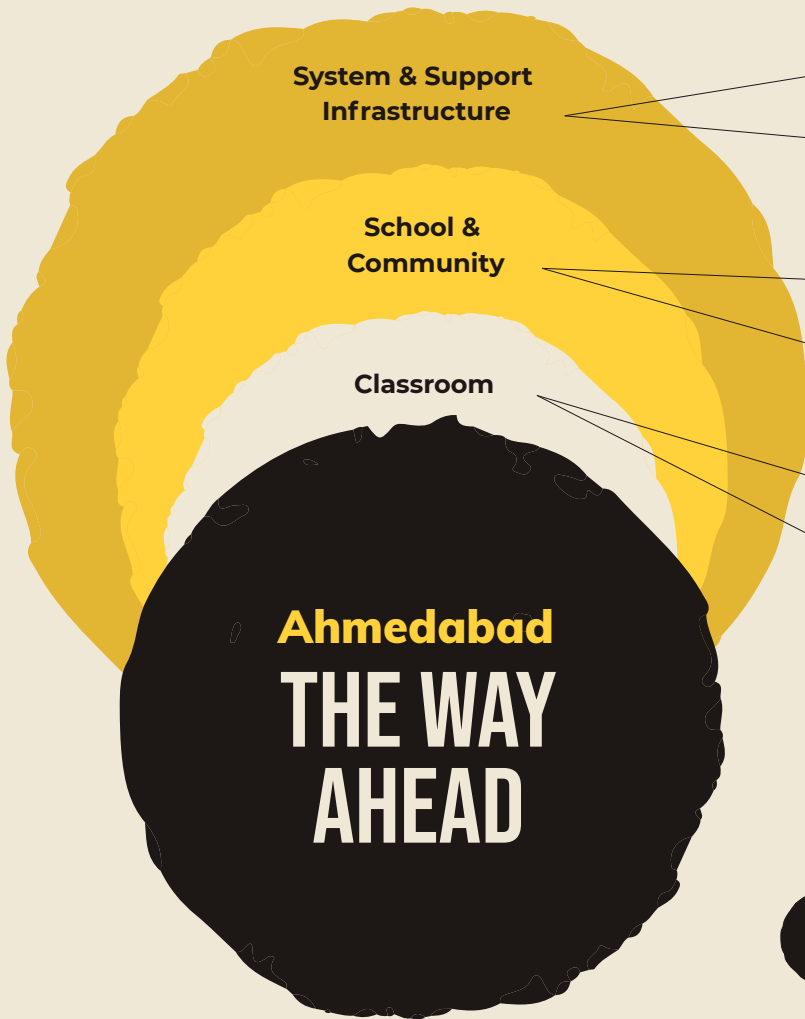 System & Support
Infrastructure
School &
Community
Classroom
Ahmedabad
THE WAY
AHEAD